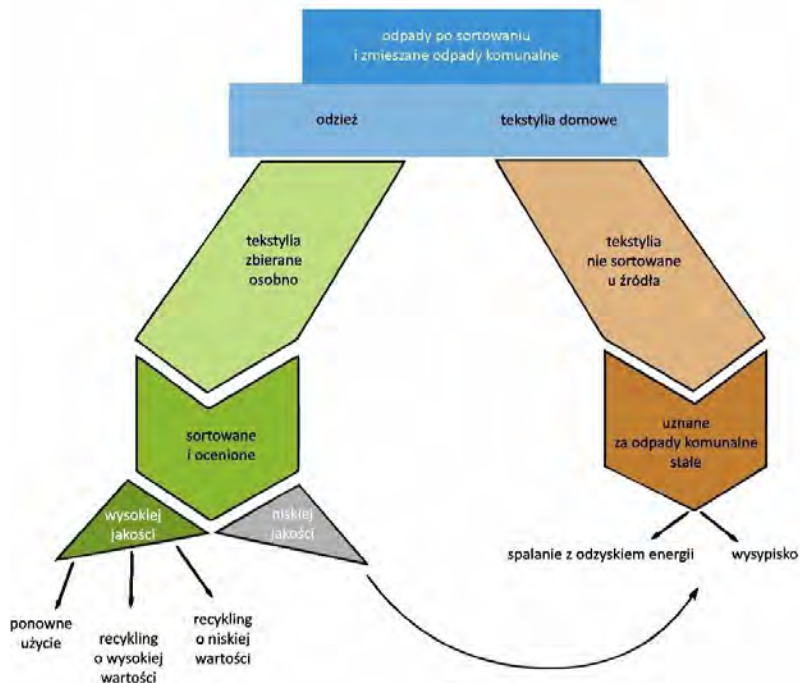 odpady po sortowaniu
i zmieszane odpady komunalne
odzież
tekstylia domowe
tekstylia
zbierane
osobno
tekstylia
nie sortowane
u źródła
sortowane
i ocenione
uznane
za odpady komunalne
stałe
wysokiej
jakości
niskiej
jakości
spalanie z odzyskiem energii
wysypisko
ponowne
użycie
recykling
o wysokiej
wartości
recykling
o niskiej
wartości